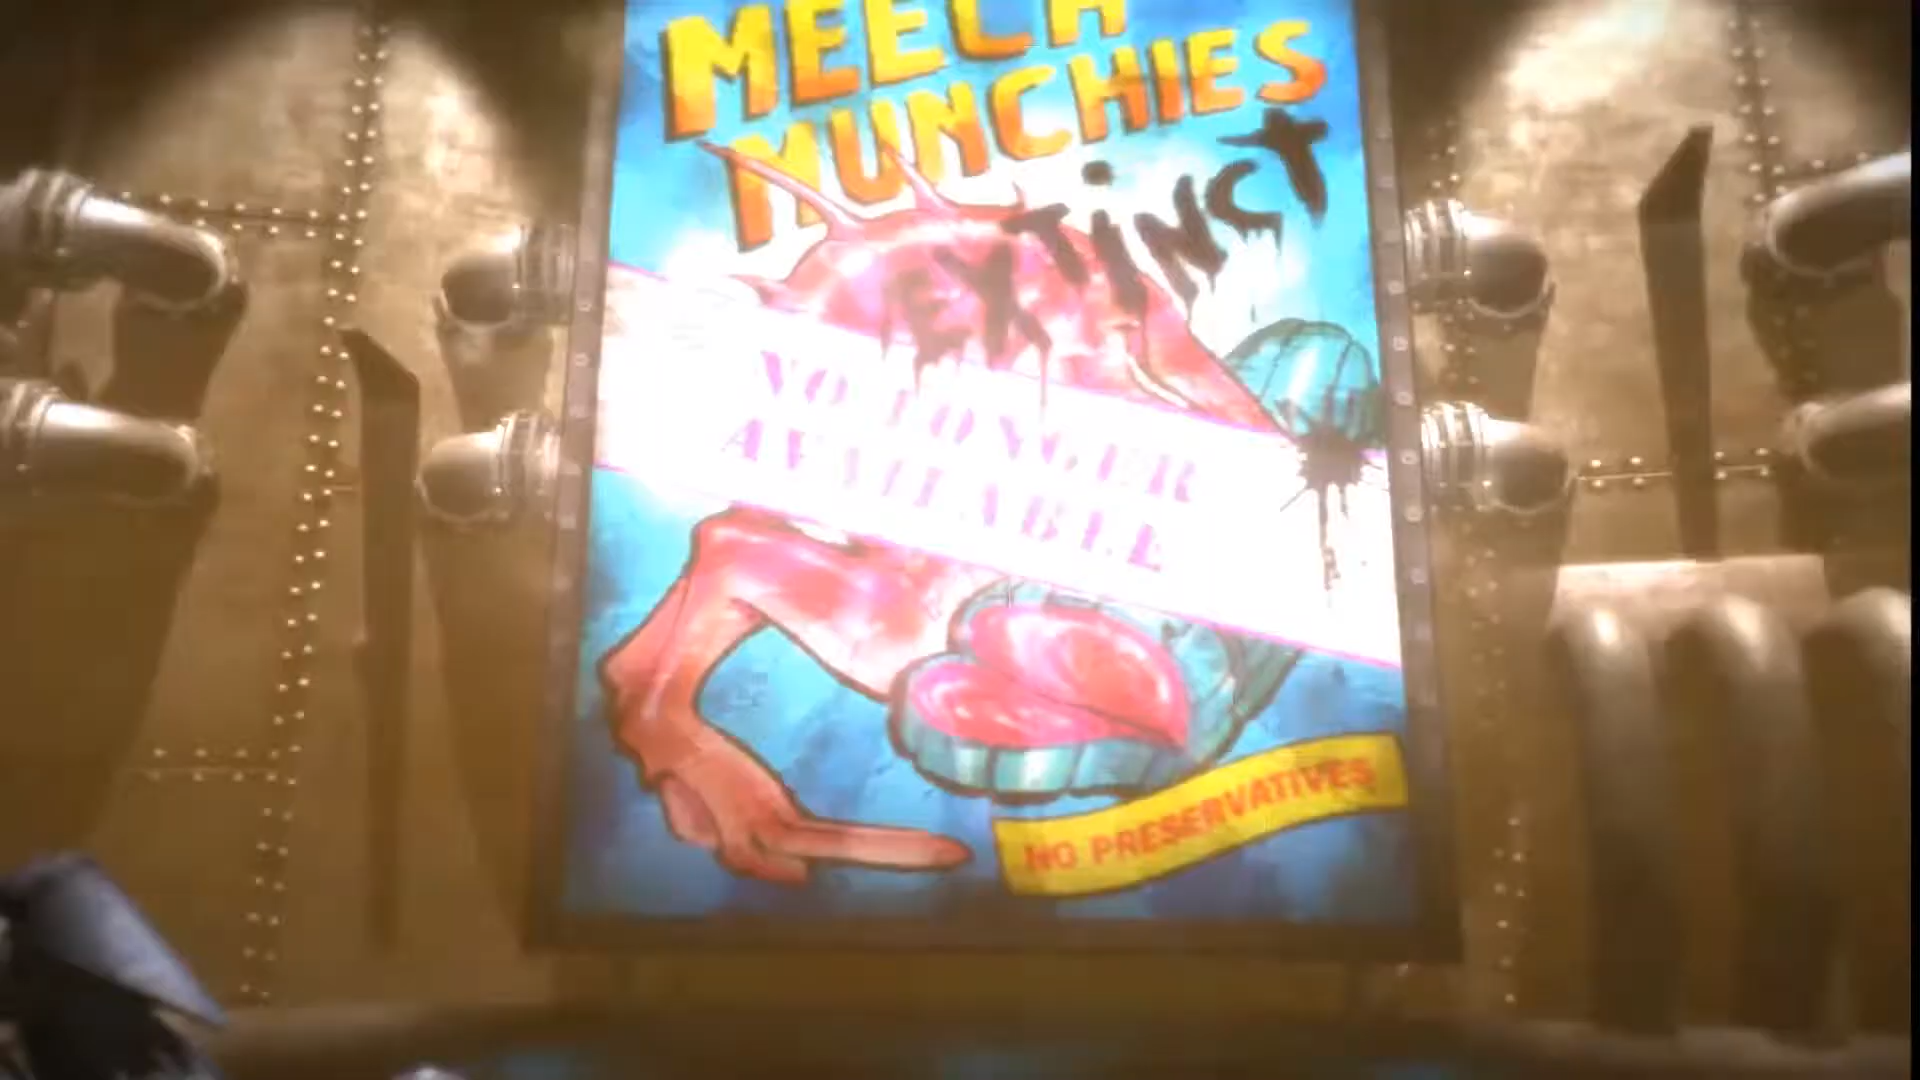 MEECH
MUNCHIES
EXTINCT
NO LONGER
AVAILABLE
NO PRESERVATIVES